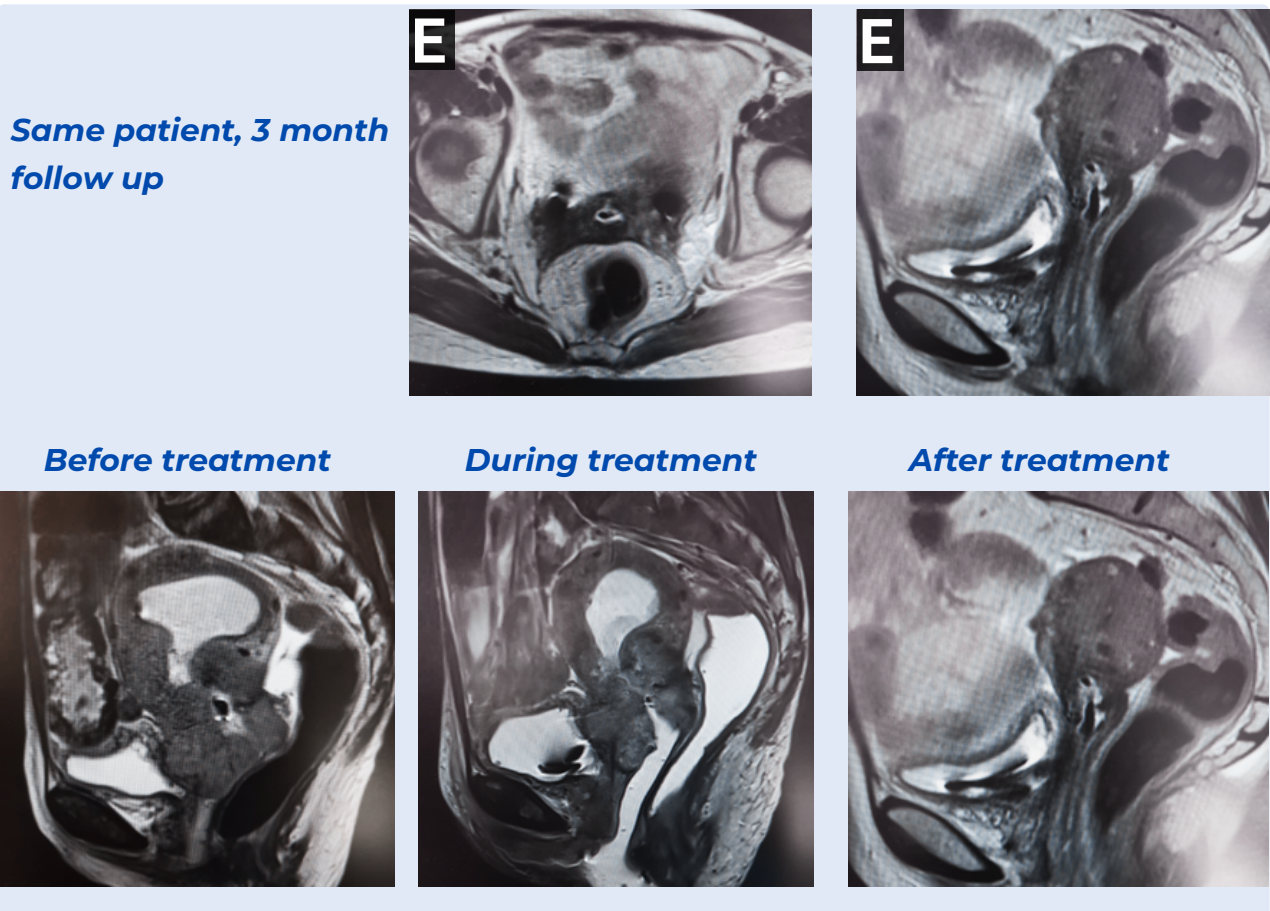 E
E
Same patient, 3 month
follow up
Before treatment
During treatment
After treatment